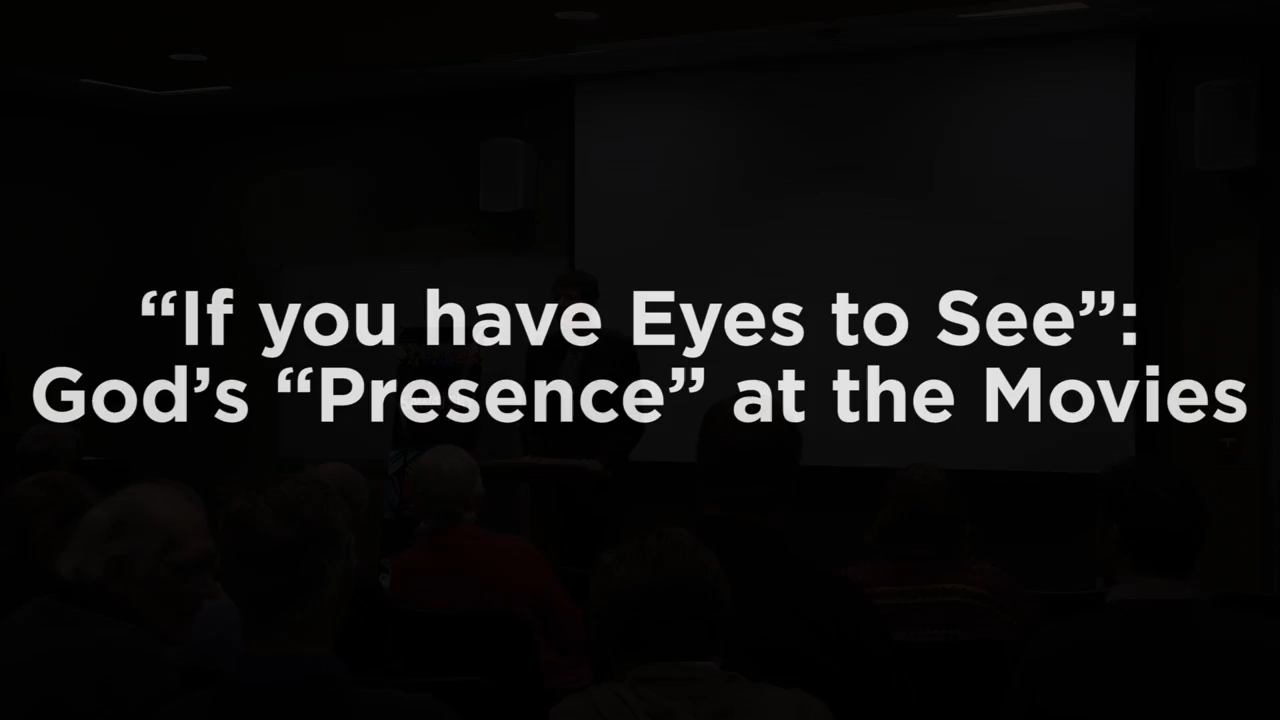 “If you have Eyes to See”:
God’s “Presence” at the Movies